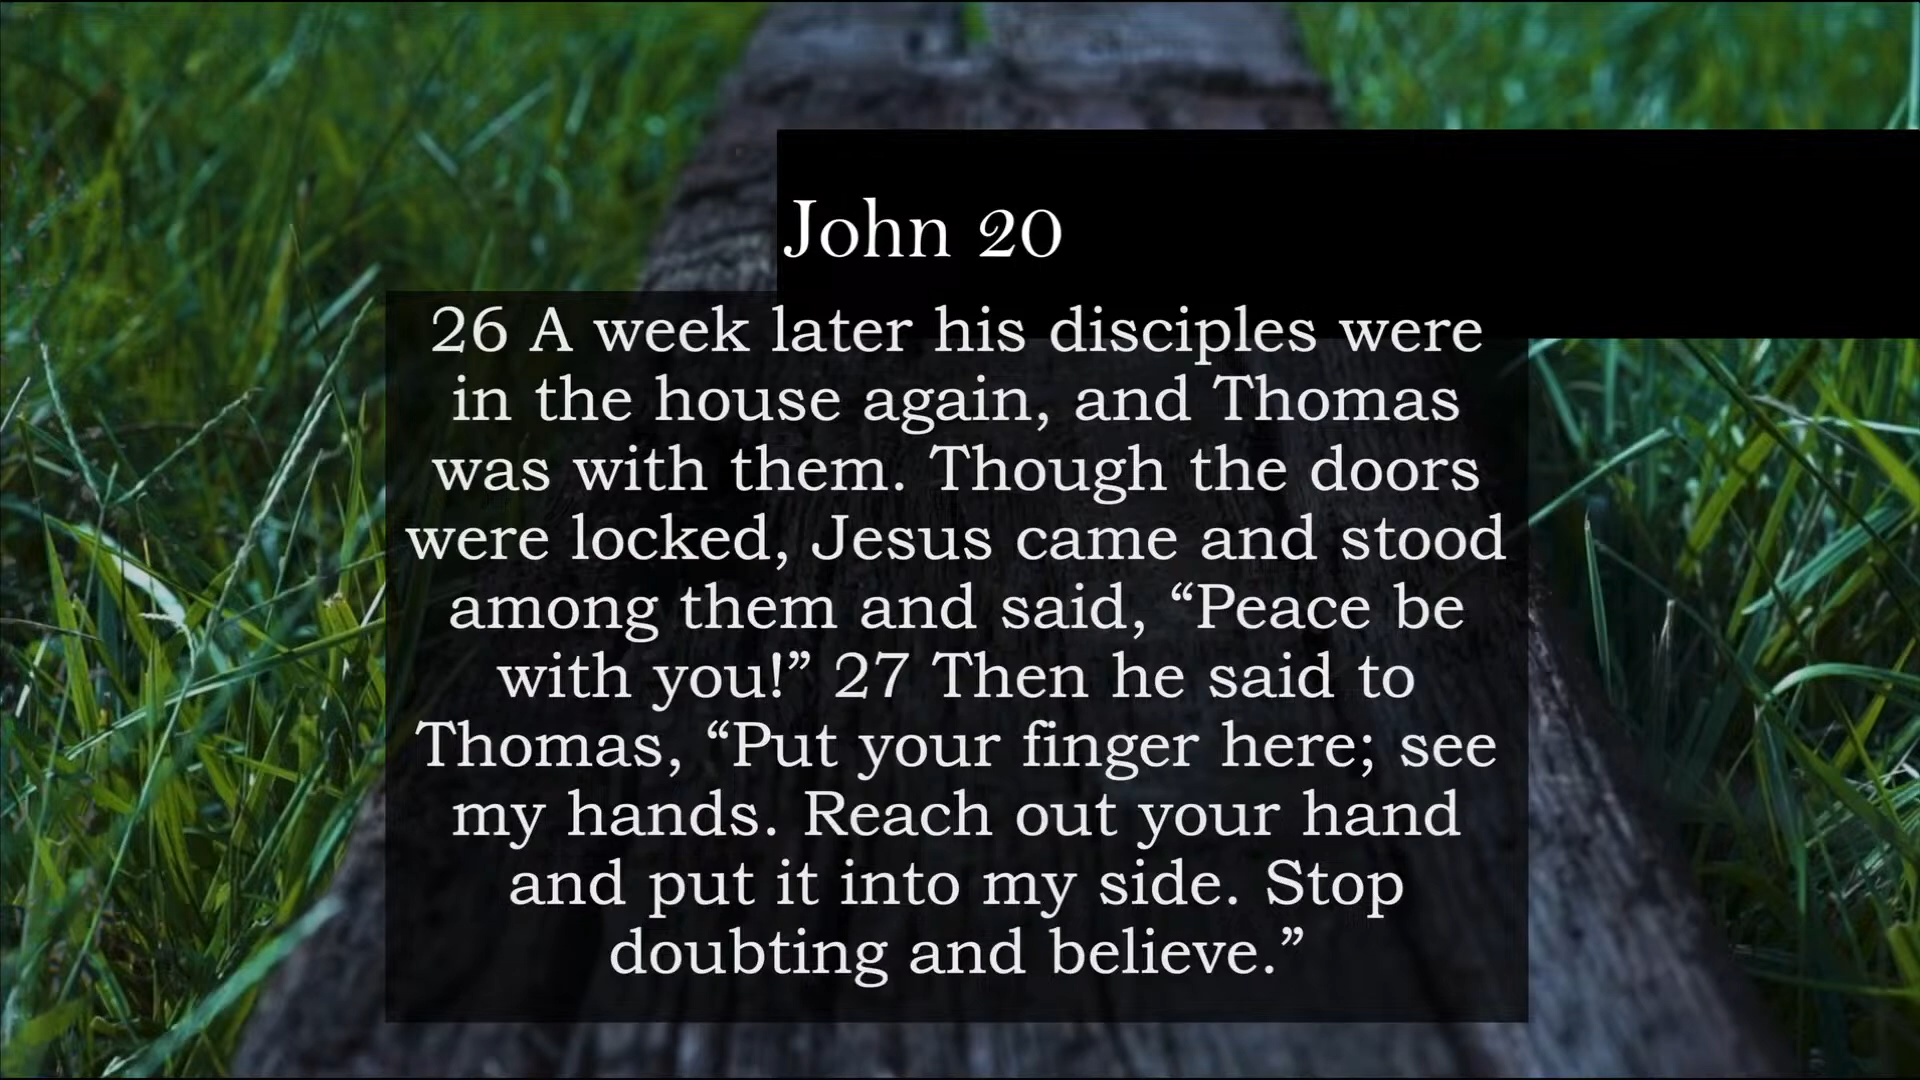 John 20
26 A week later his disciples were
in the house again, and Thomas
was with them. Though the doors
were locked, Jesus came and stood
among them and said, “Peace be
with you!” 27 Then he said to
Thomas, “Put your finger here; see
my hands. Reach out your hand
and put it into my side. Stop
doubting and believe.”